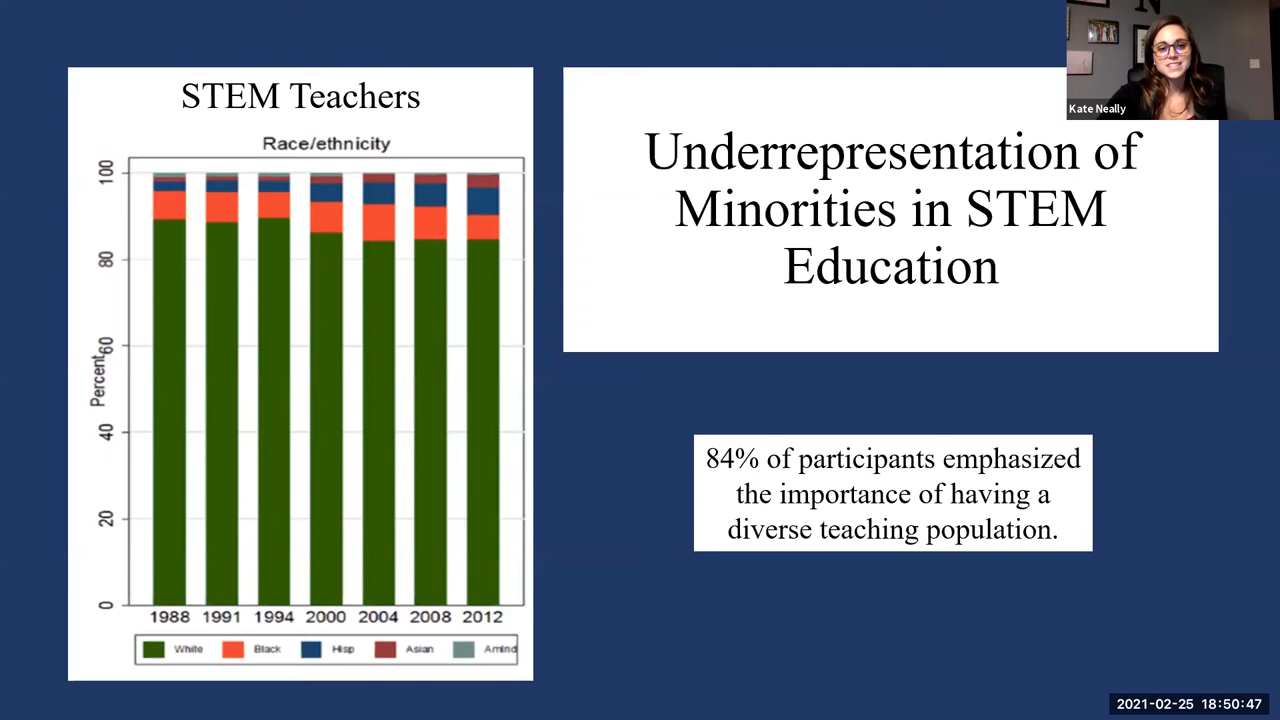 STEM Teachers
Race/ethnicity
100
80
60
40
20
0
Percent
1988 1991 1994 2000 2004 2008 2012
White Black Hisp Asian AmInd
Underrepresentation of
Minorities in STEM
Education
84% of participants emphasized
the importance of having a
diverse teaching population.
N
Kate Neally
2021-02-25 18:50:47